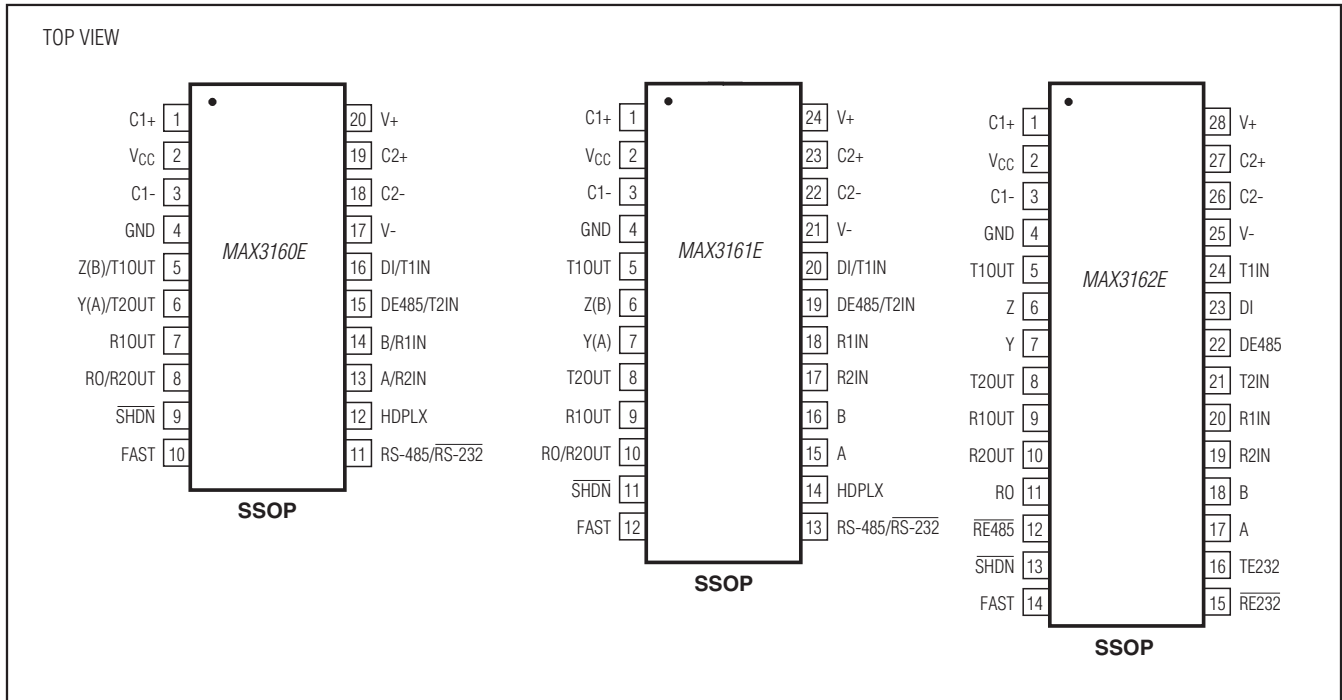 TOP VIEW
C1+ 1
VCC 2
C1- 3
GND 4
Z(B)/T1OUT 5
Y(A)/T2OUT 6
R1OUT 7
RO/R2OUT 8
SHDN 9
FAST 10
MAX3160E
20 V+
19 C2+
18 C2-
17 V-
16 DI/T1IN
15 DE485/T2IN
14 B/R1IN
13 A/R2IN
12 HDPLX
11 RS-485/RS-232
SSOP
C1+ 1
VCC 2
C1- 3
GND 4
T1OUT 5
Z(B) 6
Y(A) 7
T2OUT 8
R1OUT 9
RO/R2OUT 10
SHDN 11
FAST 12
MAX3161E
24 V+
23 C2+
22 C2-
21 V-
20 DI/T1IN
19 DE485/T2IN
18 R1IN
17 R2IN
16 B
15 A
14 HDPLX
13 RS-485/RS-232
SSOP
C1+ 1
VCC 2
C1- 3
GND 4
T1OUT 5
Z 6
Y 7
T2OUT 8
R1OUT 9
R2OUT 10
RO 11
RE485 12
SHDN 13
FAST 14
MAX3162E
28 V+
27 C2+
26 C2-
25 V-
24 T1IN
23 DI
22 DE485
21 T2IN
20 R1IN
19 R2IN
18 B
17 A
16 TE232
15 RE232
SSOP